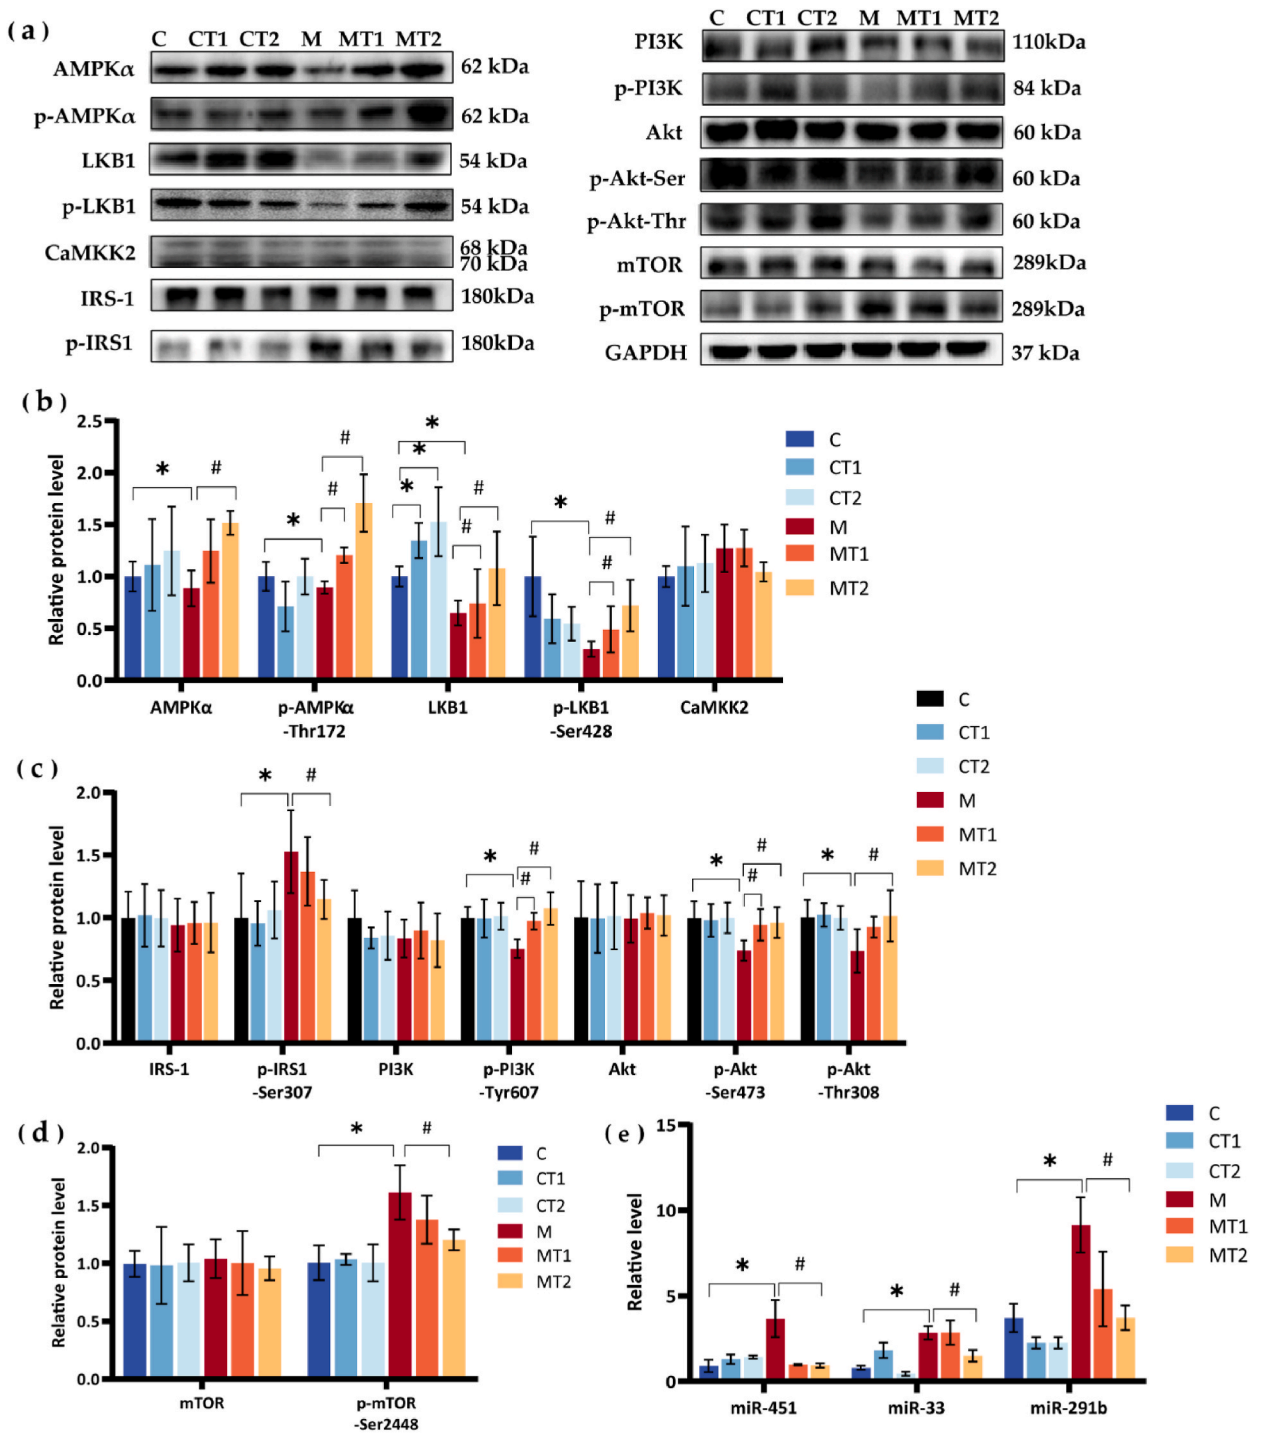 (a)
C CT1 CT2 M MT1 MT2
AMPKα 62 kDa
p-AMPKα 62 kDa
LKB1 54 kDa
p-LKB1 54 kDa
CaMKK2 68 kDa
70 kDa
IRS-1 180kDa
p-IRS1 180kDa
C CT1 CT2 M MT1 MT2
PI3K 110kDa
p-PI3K 84 kDa
Akt 60 kDa
p-Akt-Ser 60 kDa
p-Akt-Thr 60 kDa
mTOR 289kDa
p-mTOR 289kDa
GAPDH 37 kDa
(b)
Relative protein level
2.5
2.0
1.5
1.0
0.5
0.0
* # * # # * * * # # * # #
AMPKα p-AMPKα LKB1 p-LKB1 CaMKK2
-Thr172 -Ser428
C
CT1
CT2
M
MT1
MT2
(c)
Relative protein level
2.0
1.5
1.0
0.5
0.0
* # * # # * # # * #
IRS-1 p-IRS1 PI3K p-PI3K Akt p-Akt p-Akt
-Ser307 -Tyr607 -Ser473 -Thr308
C
CT1
CT2
M
MT1
MT2
(d)
Relative protein level
2.0
1.5
1.0
0.5
0.0
* #
mTOR p-mTOR
-Ser2448
C
CT1
CT2
M
MT1
MT2
(e)
Relative level
15
10
5
0
* # * # * #
miR-451 miR-33 miR-291b
C
CT1
CT2
M
MT1
MT2